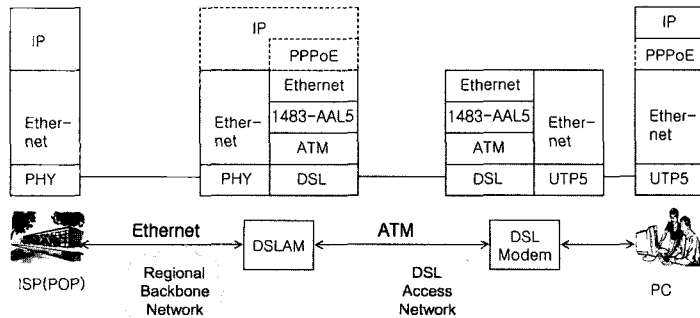 IP
Ether-
net
PHY
IP
PPPoE
Ether-
net
Ethernet
1483-AAL5
ATM
PHY
DSL
Ethernet
1483-AAL5
ATM
DSL
Ether-
net
UTP5
IP
PPPoE
Ether-
net
UTP5
Ethernet
ATM
DSLAM
DSL
Modem
ISP(POP)
Regional
Backbone
Network
DSL
Access
Network
PC